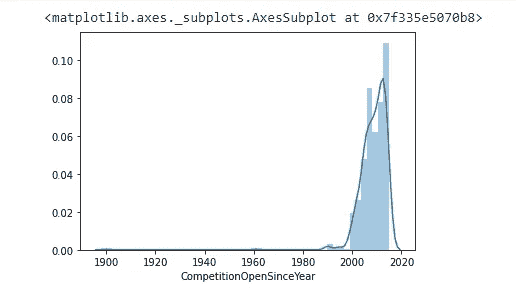 <matplotlib.axes._subplots.AxesSubplot at 0x7f335e5070b8>
0.10
0.08
0.06
0.04
0.02
0.00
1900 1920 1940 1960 1980 2000 2020
CompetitionOpenSinceYear